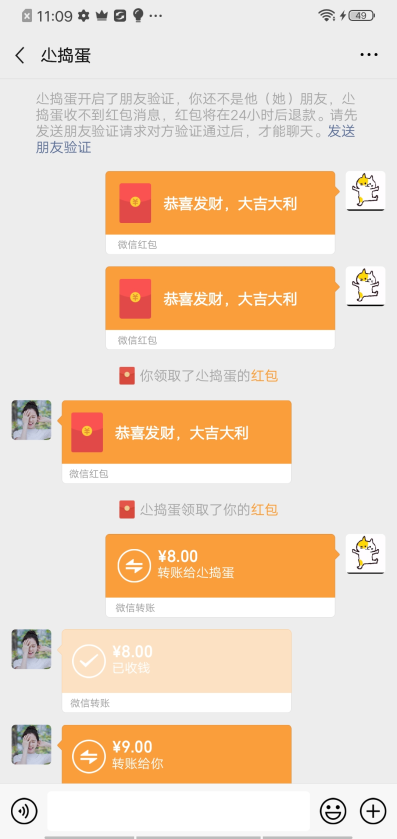 11:09
49
尐捣蛋
尐捣蛋开启了朋友验证，你还不是他（她）朋友，尐
捣蛋收不到红包消息，红包将在24小时后退款。请先
发送朋友验证请求对方验证通过后，才能聊天。发送
朋友验证
恭喜发财，大吉大利
微信红包
恭喜发财，大吉大利
微信红包
你领取了尐捣蛋的红包
恭喜发财，大吉大利
微信红包
尐捣蛋领取了你的红包
¥8.00
转账给尐捣蛋
微信转账
¥8.00
已收钱
微信转账
¥9.00
转账给你